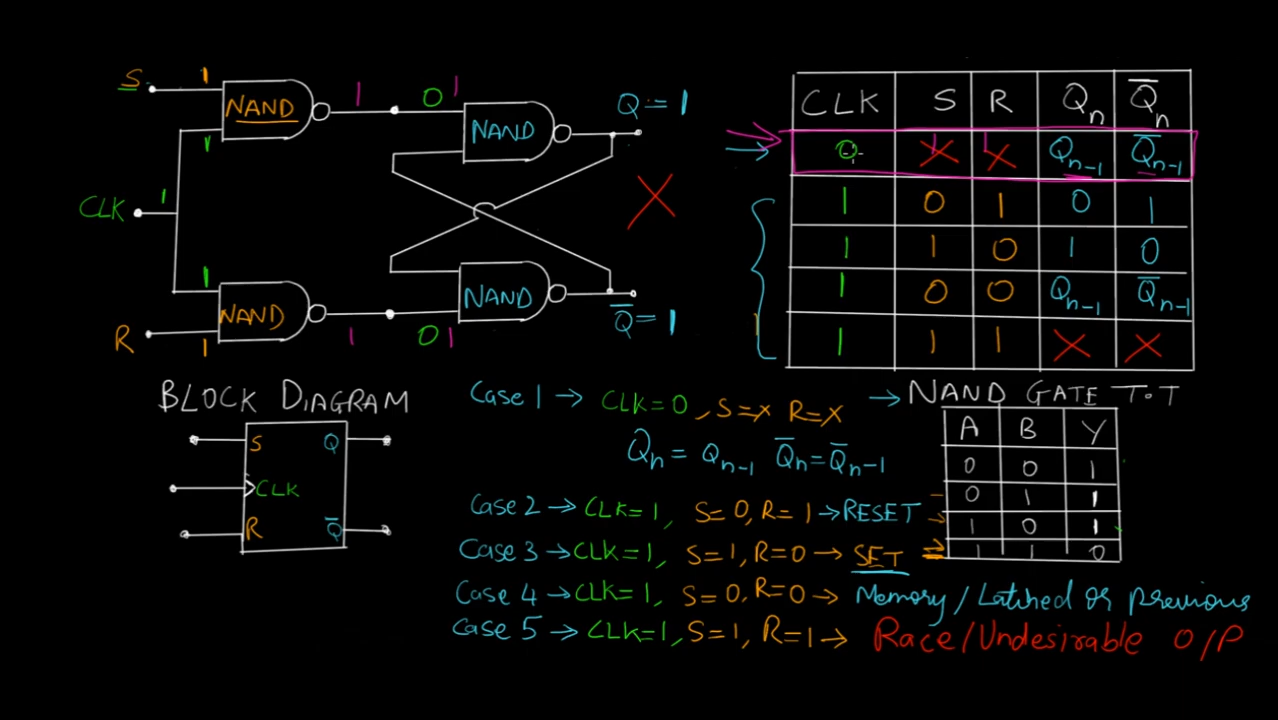 S 1 NAND 1 0 1 NAND Q = 1
1
CLK 1
1
R 1 NAND 1 0 1 NAND Q̅ = 1
CLK S R Qn Q̅n
0 X X Qn-1 Q̅n-1
1 0 1 0 1
1 1 0 1 0
1 0 0 Qn-1 Q̅n-1
1 1 1 X X
BLOCK DIAGRAM
S Q
CLK
R Q̅
Case 1 → CLK=0, S=X R=X
Qn = Qn-1 Q̅n=Q̅n-1
Case 2 → CLK=1, S=0, R=1 → RESET
Case 3 → CLK=1, S=1, R=0 → SET
Case 4 → CLK=1, S=0, R=0 → Memory/Latched or previous
Case 5 → CLK=1, S=1, R=1 → Race/Undesirable O/P
→ NAND GATE T.T
A B Y
0 0 1
0 1 1
1 0 1
1 1 0